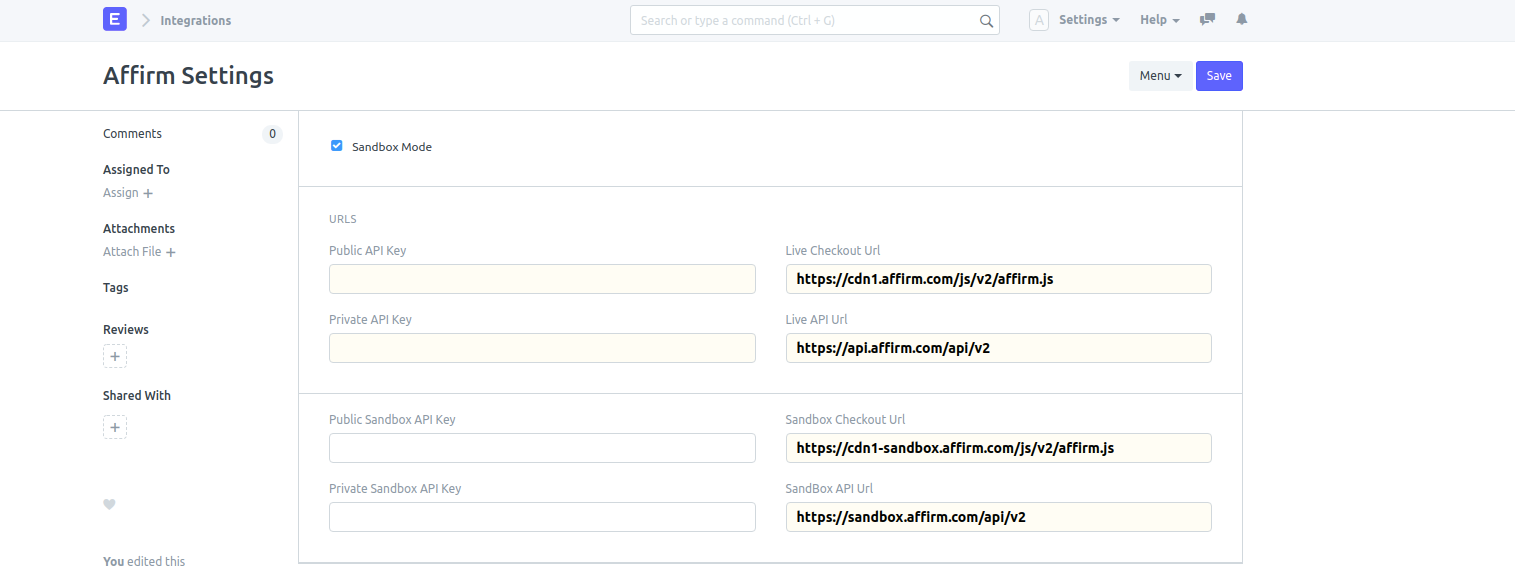 E Integrations Search or type a command (Ctrl + G) A Settings Help
Affirm Settings Menu Save
Comments 0
Sandbox Mode
Assigned To
Assign +
Attachments
Attach File +
Tags
Reviews
+
Shared With
+
You edited this
URLS
Public API Key
Live Checkout Url
https://cdn1.affirm.com/js/v2/affirm.js
Private API Key
Live API Url
https://api.affirm.com/api/v2
Public Sandbox API Key
Sandbox Checkout Url
https://cdn1-sandbox.affirm.com/js/v2/affirm.js
Private Sandbox API Key
SandBox API Url
https://sandbox.affirm.com/api/v2